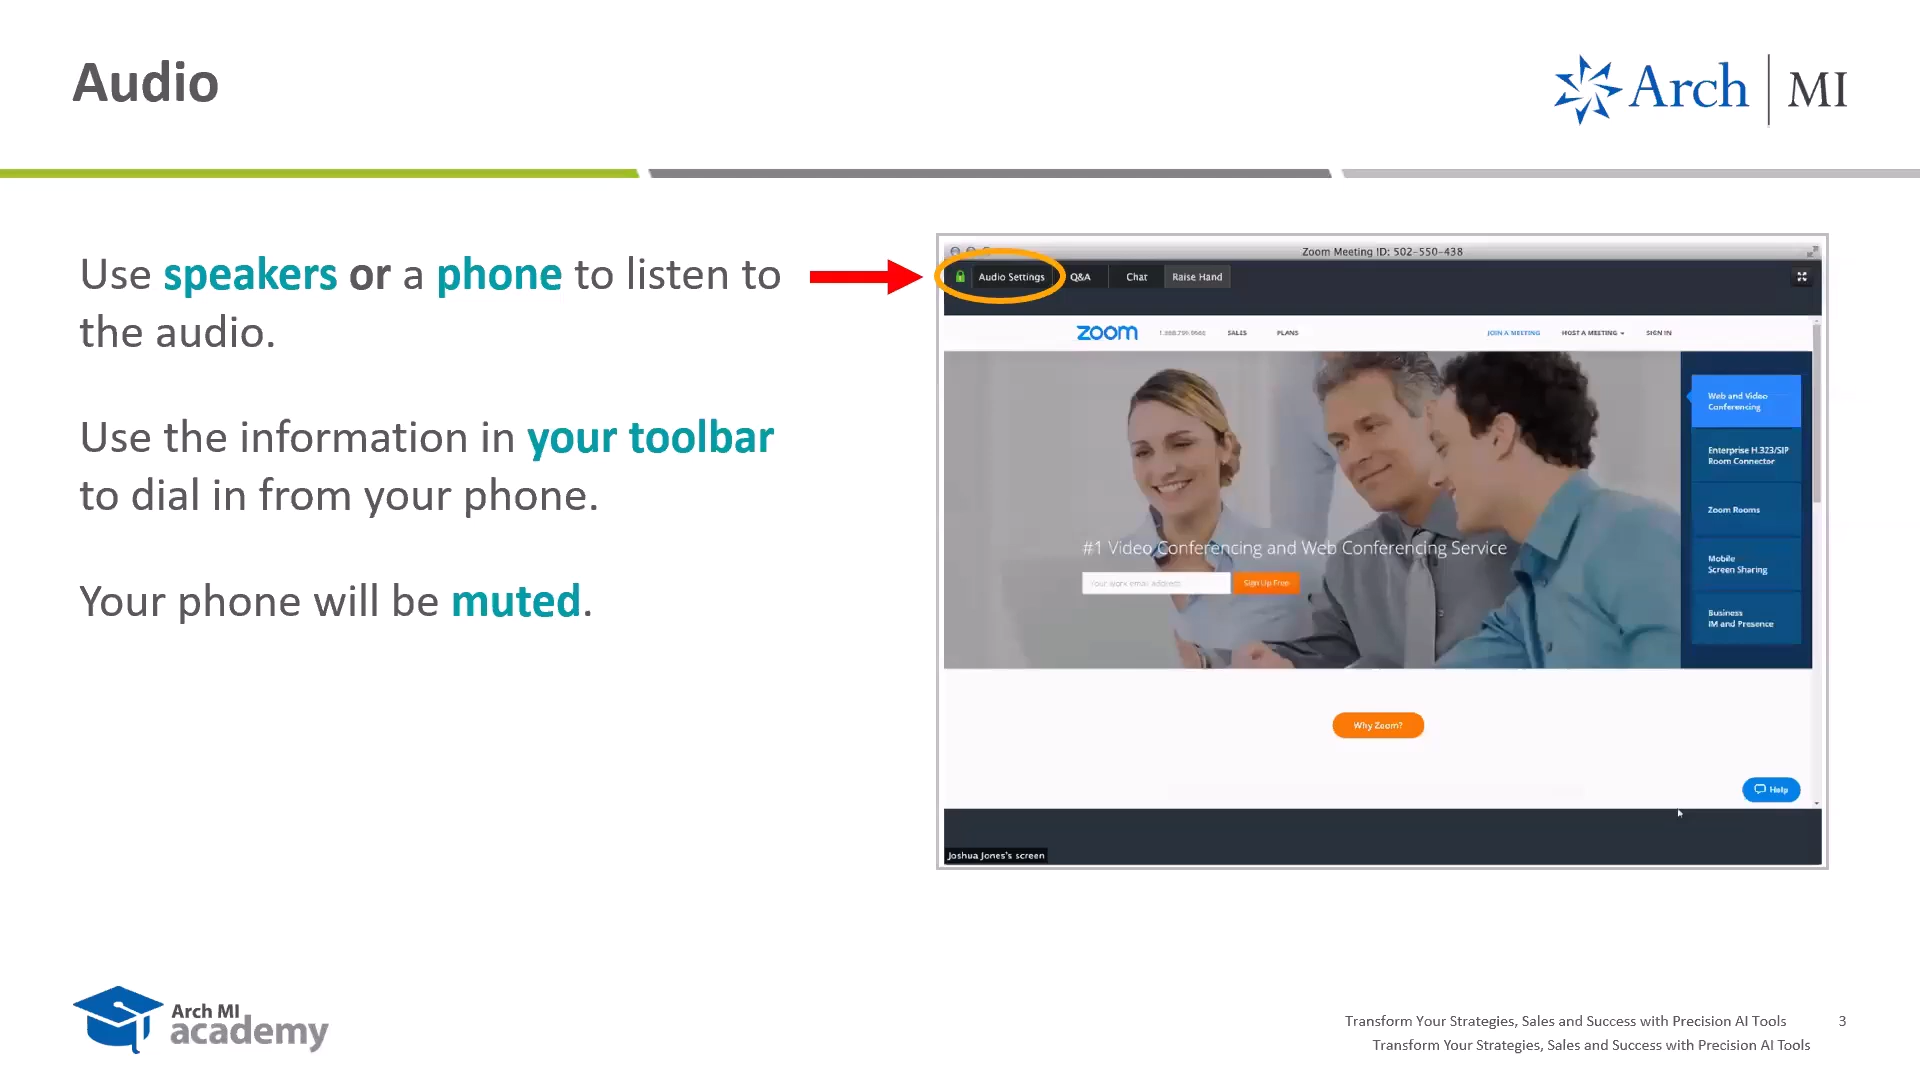 Audio
Arch | MI
Use speakers or a phone to listen to
the audio.
Use the information in your toolbar
to dial in from your phone.
Your phone will be muted.
Zoom Meeting ID: 502-550-438
Audio Settings Q&A Chat Raise Hand
zoom SALES PLANS JOIN A MEETING HOST A MEETING SIGN IN
Web and Video
Conferencing
Enterprise H.323/SIP
Room Connector
Zoom Rooms
Mobile
Screen Sharing
Business
IM and Presence
#1 Video Conferencing and Web Conferencing Service
Your work email address Sign Up Free
Why Zoom?
Help
Joshua Jones's screen
Arch MI
academy
Transform Your Strategies, Sales and Success with Precision AI Tools 3
Transform Your Strategies, Sales and Success with Precision AI Tools